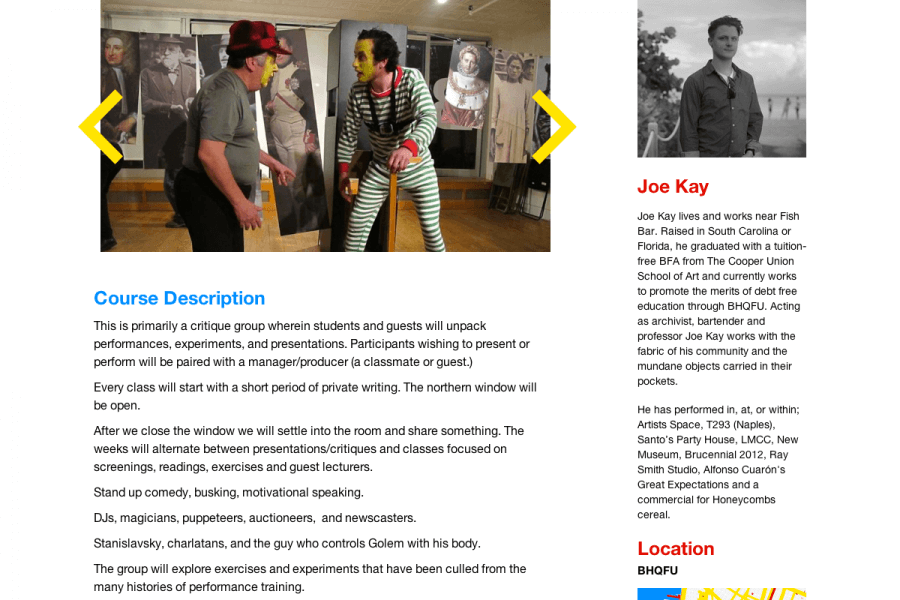 Course Description
This is primarily a critique group wherein students and guests will unpack
performances, experiments, and presentations. Participants wishing to present or
perform will be paired with a manager/producer (a classmate or guest.)
Every class will start with a short period of private writing. The northern window will
be open.
After we close the window we will settle into the room and share something. The
weeks will alternate between presentations/critiques and classes focused on
screenings, readings, exercises and guest lecturers.
Stand up comedy, busking, motivational speaking.
DJs, magicians, puppeteers, auctioneers,  and newscasters.
Stanislavsky, charlatans, and the guy who controls Golem with his body.
The group will explore exercises and experiments that have been culled from the
many histories of performance training.
Joe Kay
Joe Kay lives and works near Fish
Bar. Raised in South Carolina or
Florida, he graduated with a tuition-
free BFA from The Cooper Union
School of Art and currently works
to promote the merits of debt free
education through BHQFU. Acting
as archivist, bartender and
professor Joe Kay works with the
fabric of his community and the
mundane objects carried in their
pockets.
He has performed in, at, or within;
Artists Space, T293 (Naples),
Santo's Party House, LMCC, New
Museum, Brucennial 2012, Ray
Smith Studio, Alfonso Cuarón's
Great Expectations and a
commercial for Honeycombs
cereal.
Location
BHQFU